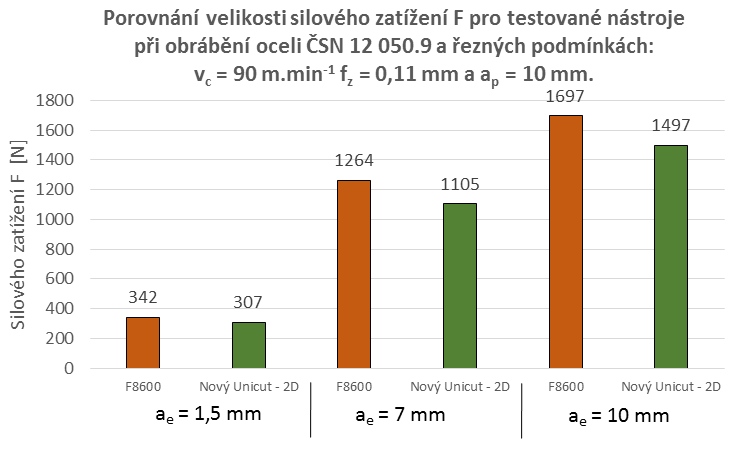 Porovnání velikosti silového zatížení F pro testované nástroje
při obrábění oceli ČSN 12 050.9 a řezných podmínkách:
vc = 90 m.min-1 fz = 0,11 mm a ap = 10 mm.
Silového zatížení F [N]
1800
1600
1400
1200
1000
800
600
400
200
0
342
307
1264
1105
1697
1497
F8600
Nový Unicut - 2D
F8600
Nový Unicut - 2D
F8600
Nový Unicut - 2D
ae = 1,5 mm
ae = 7 mm
ae = 10 mm